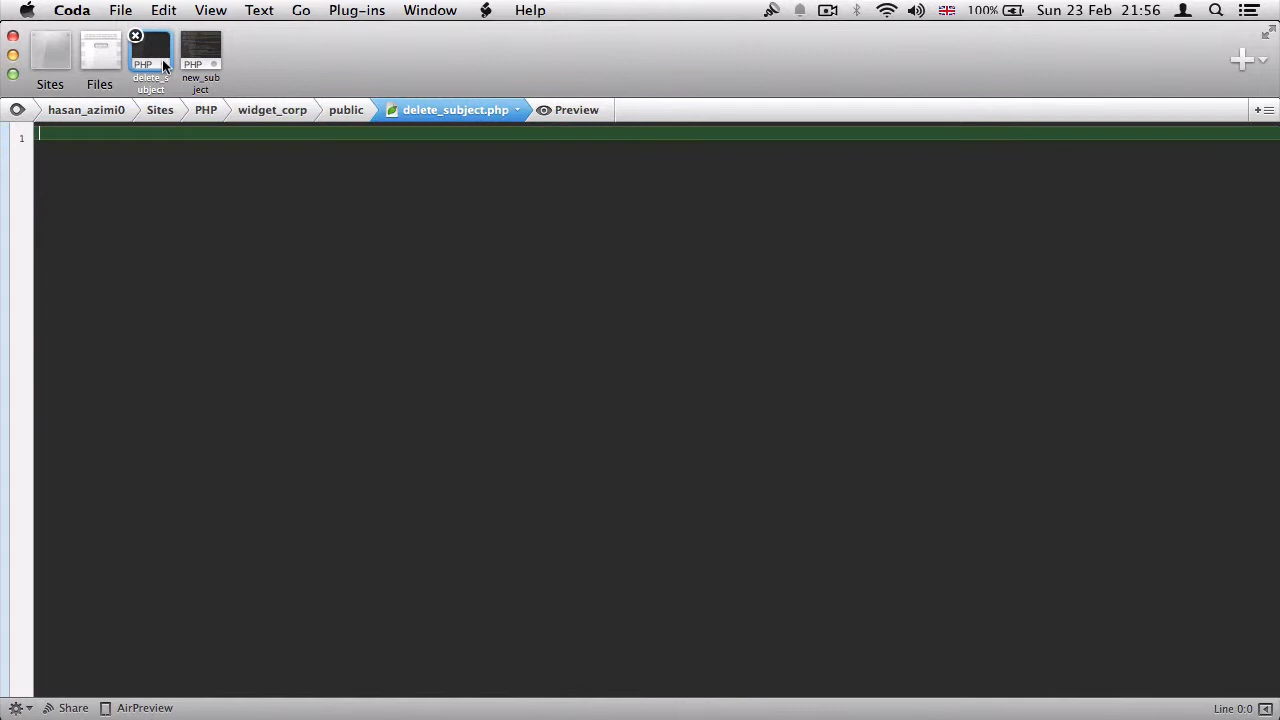 Coda File Edit View Text Go Plug-ins Window Help 100% Sun 23 Feb 21:56
PHP PHP
Sites Files delete_s
ubject new_sub
ject
hasan_azimi0 Sites PHP widget_corp public delete_subject.php Preview
1
Share AirPreview Line 0:0